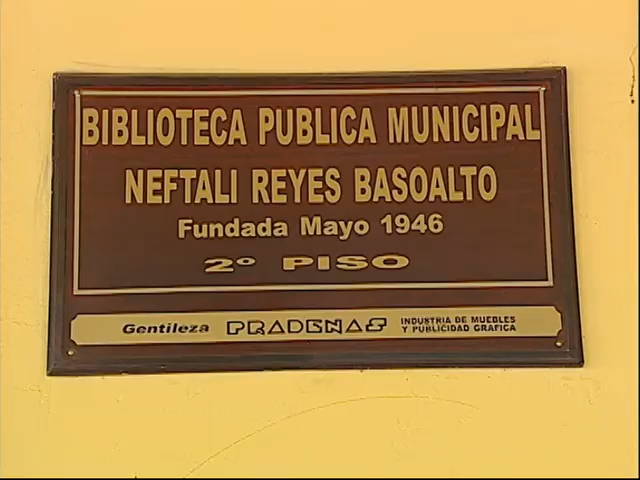 BIBLIOTECA PUBLICA MUNICIPAL
NEFTALI REYES BASOALTO
Fundada Mayo 1946
2º PISO
Gentileza PRADENAS INDUSTRIA DE MUEBLES
Y PUBLICIDAD GRAFICA